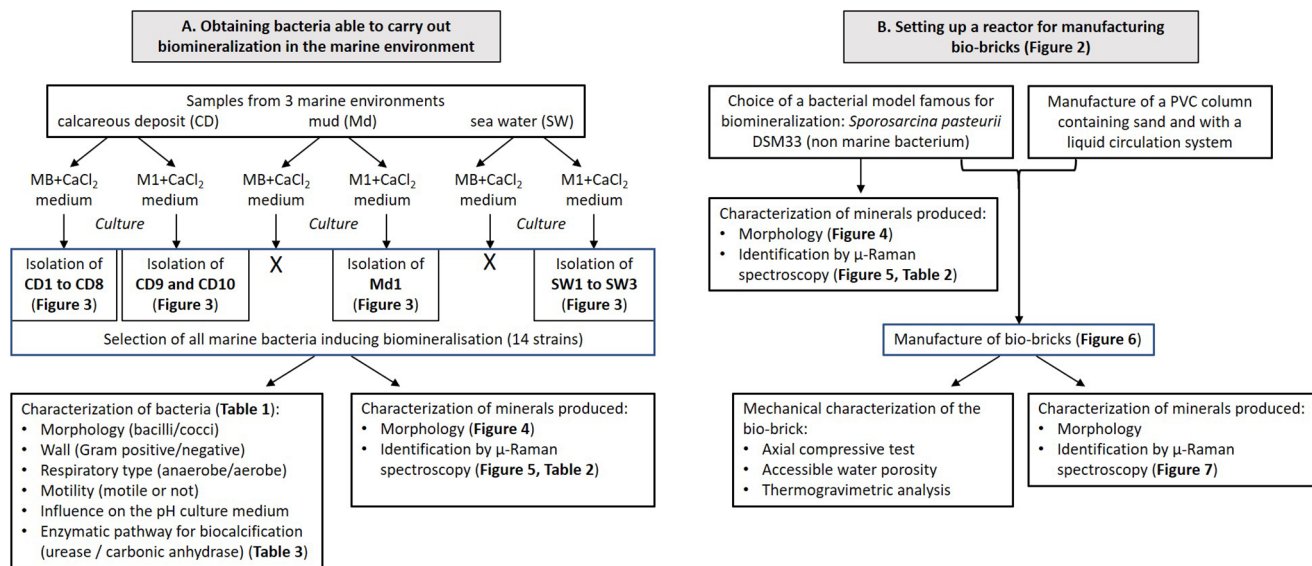 A. Obtaining bacteria able to carry out
biomineralization in the marine environment
Samples from 3 marine environments
calcareous deposit (CD) mud (Md) sea water (SW)
MB+CaCl₂ M1+CaCl₂ MB+CaCl₂ M1+CaCl₂ MB+CaCl₂ M1+CaCl₂
medium medium medium medium medium medium
Culture Culture Culture
X X
Isolation of
CD1 to CD8
(Figure 3)
Isolation of
CD9 and CD10
(Figure 3)
Isolation of
Md1
(Figure 3)
Isolation of
SW1 to SW3
(Figure 3)
Selection of all marine bacteria inducing biomineralisation (14 strains)
Characterization of bacteria (Table 1):
• Morphology (bacilli/cocci)
• Wall (Gram positive/negative)
• Respiratory type (anaerobe/aerobe)
• Motility (motile or not)
• Influence on the pH culture medium
• Enzymatic pathway for biocalcification
(urease / carbonic anhydrase) (Table 3)
Characterization of minerals produced:
• Morphology (Figure 4)
• Identification by µ-Raman
spectroscopy (Figure 5, Table 2)
B. Setting up a reactor for manufacturing
bio-bricks (Figure 2)
Choice of a bacterial model famous for
biomineralization: Sporosarcina pasteurii
DSM33 (non marine bacterium)
Manufacture of a PVC column
containing sand and with a
liquid circulation system
Characterization of minerals produced:
• Morphology (Figure 4)
• Identification by µ-Raman
spectroscopy (Figure 5, Table 2)
Manufacture of bio-bricks (Figure 6)
Mechanical characterization of the
bio-brick:
• Axial compressive test
• Accessible water porosity
• Thermogravimetric analysis
Characterization of minerals produced:
• Morphology
• Identification by µ-Raman
spectroscopy (Figure 7)